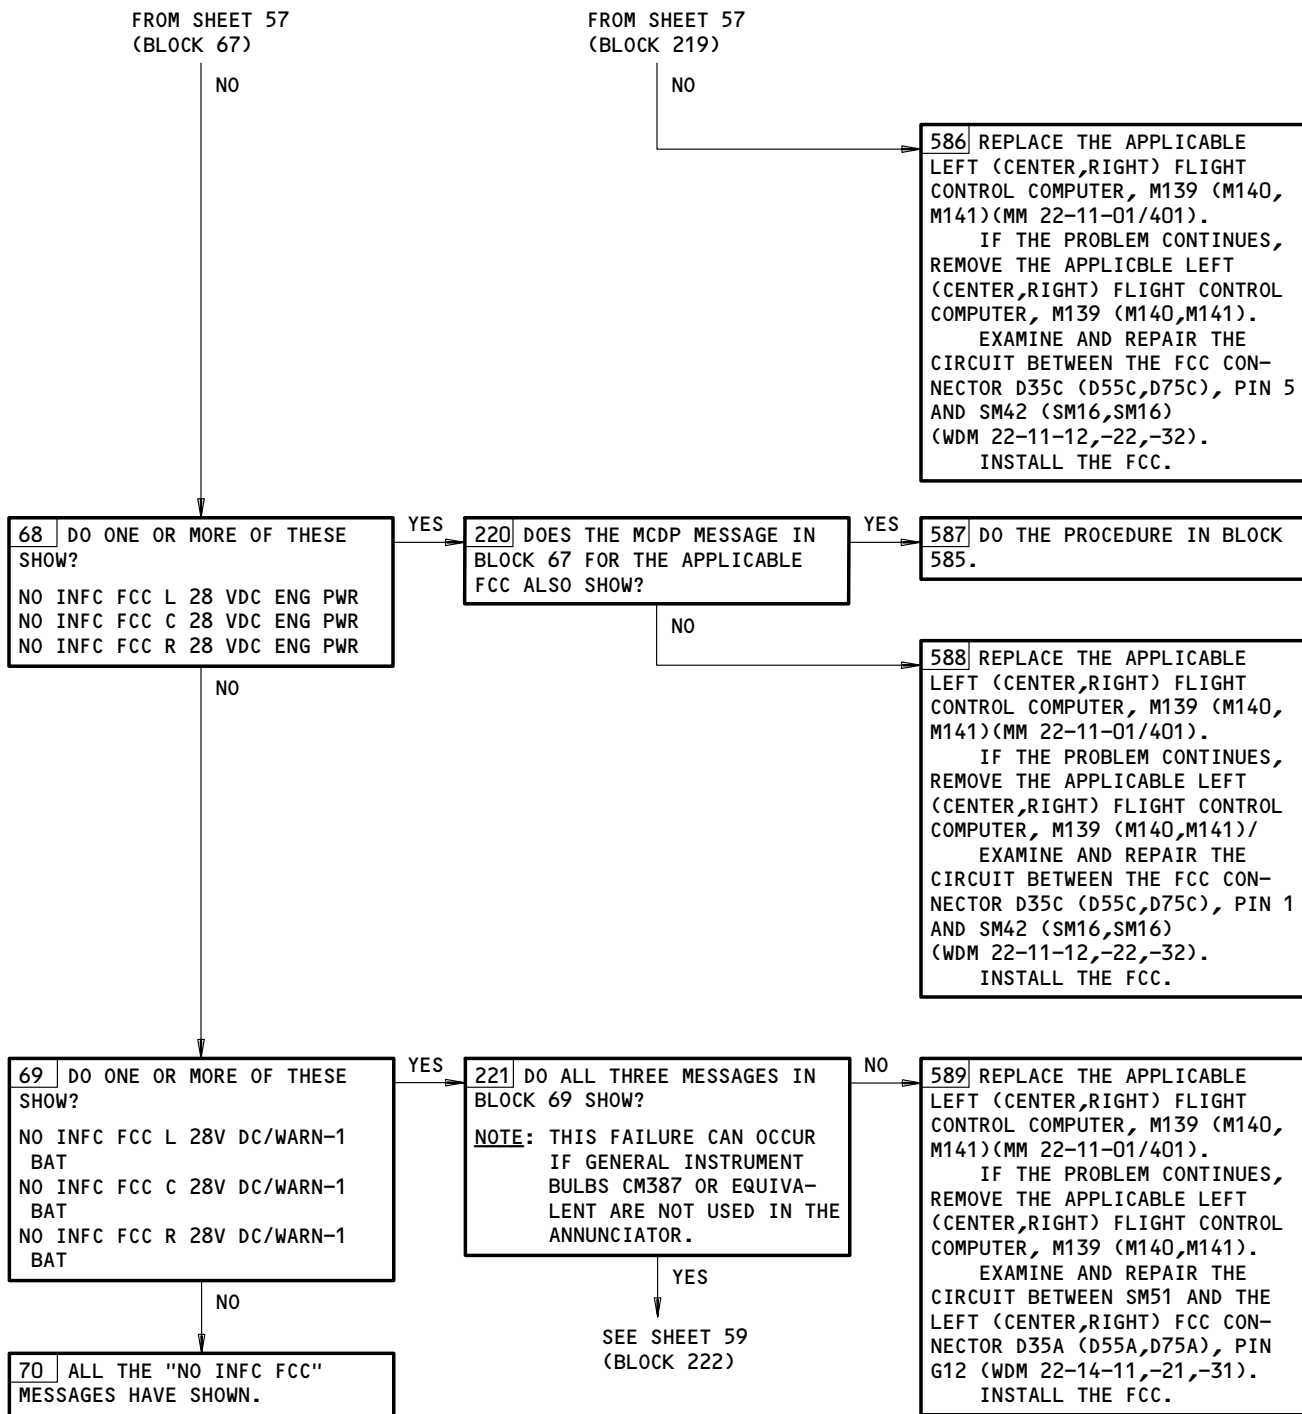 FROM SHEET 57
(BLOCK 67)
NO
FROM SHEET 57
(BLOCK 219)
NO
586 REPLACE THE APPLICABLE
LEFT (CENTER,RIGHT) FLIGHT
CONTROL COMPUTER, M139 (M140,
M141)(MM 22-11-01/401).
IF THE PROBLEM CONTINUES,
REMOVE THE APPLICBLE LEFT
(CENTER,RIGHT) FLIGHT CONTROL
COMPUTER, M139 (M140,M141).
EXAMINE AND REPAIR THE
CIRCUIT BETWEEN THE FCC CON-
NECTOR D35C (D55C,D75C), PIN 5
AND SM42 (SM16,SM16)
(WDM 22-11-12,-22,-32).
INSTALL THE FCC.
68 DO ONE OR MORE OF THESE
SHOW?
NO INFC FCC L 28 VDC ENG PWR
NO INFC FCC C 28 VDC ENG PWR
NO INFC FCC R 28 VDC ENG PWR
YES
220 DOES THE MCDP MESSAGE IN
BLOCK 67 FOR THE APPLICABLE
FCC ALSO SHOW?
YES
587 DO THE PROCEDURE IN BLOCK
585.
NO
NO
588 REPLACE THE APPLICABLE
LEFT (CENTER,RIGHT) FLIGHT
CONTROL COMPUTER, M139 (M140,
M141)(MM 22-11-01/401).
IF THE PROBLEM CONTINUES,
REMOVE THE APPLICABLE LEFT
(CENTER,RIGHT) FLIGHT CONTROL
COMPUTER, M139 (M140,M141)/
EXAMINE AND REPAIR THE
CIRCUIT BETWEEN THE FCC CON-
NECTOR D35C (D55C,D75C), PIN 1
AND SM42 (SM16,SM16)
(WDM 22-11-12,-22,-32).
INSTALL THE FCC.
69 DO ONE OR MORE OF THESE
SHOW?
NO INFC FCC L 28V DC/WARN-1
BAT
NO INFC FCC C 28V DC/WARN-1
BAT
NO INFC FCC R 28V DC/WARN-1
BAT
YES
221 DO ALL THREE MESSAGES IN
BLOCK 69 SHOW?
NOTE: THIS FAILURE CAN OCCUR
IF GENERAL INSTRUMENT
BULBS CM387 OR EQUIVA-
LENT ARE NOT USED IN THE
ANNUNCIATOR.
NO
589 REPLACE THE APPLICABLE
LEFT (CENTER,RIGHT) FLIGHT
CONTROL COMPUTER, M139 (M140,
M141)(MM 22-11-01/401).
IF THE PROBLEM CONTINUES,
REMOVE THE APPLICABLE LEFT
(CENTER,RIGHT) FLIGHT CONTROL
COMPUTER, M139 (M140,M141).
EXAMINE AND REPAIR THE
CIRCUIT BETWEEN SM51 AND THE
LEFT (CENTER,RIGHT) FCC CON-
NECTOR D35A (D55A,D75A), PIN
G12 (WDM 22-14-11,-21,-31).
INSTALL THE FCC.
NO
YES
SEE SHEET 59
(BLOCK 222)
70 ALL THE "NO INFC FCC"
MESSAGES HAVE SHOWN.